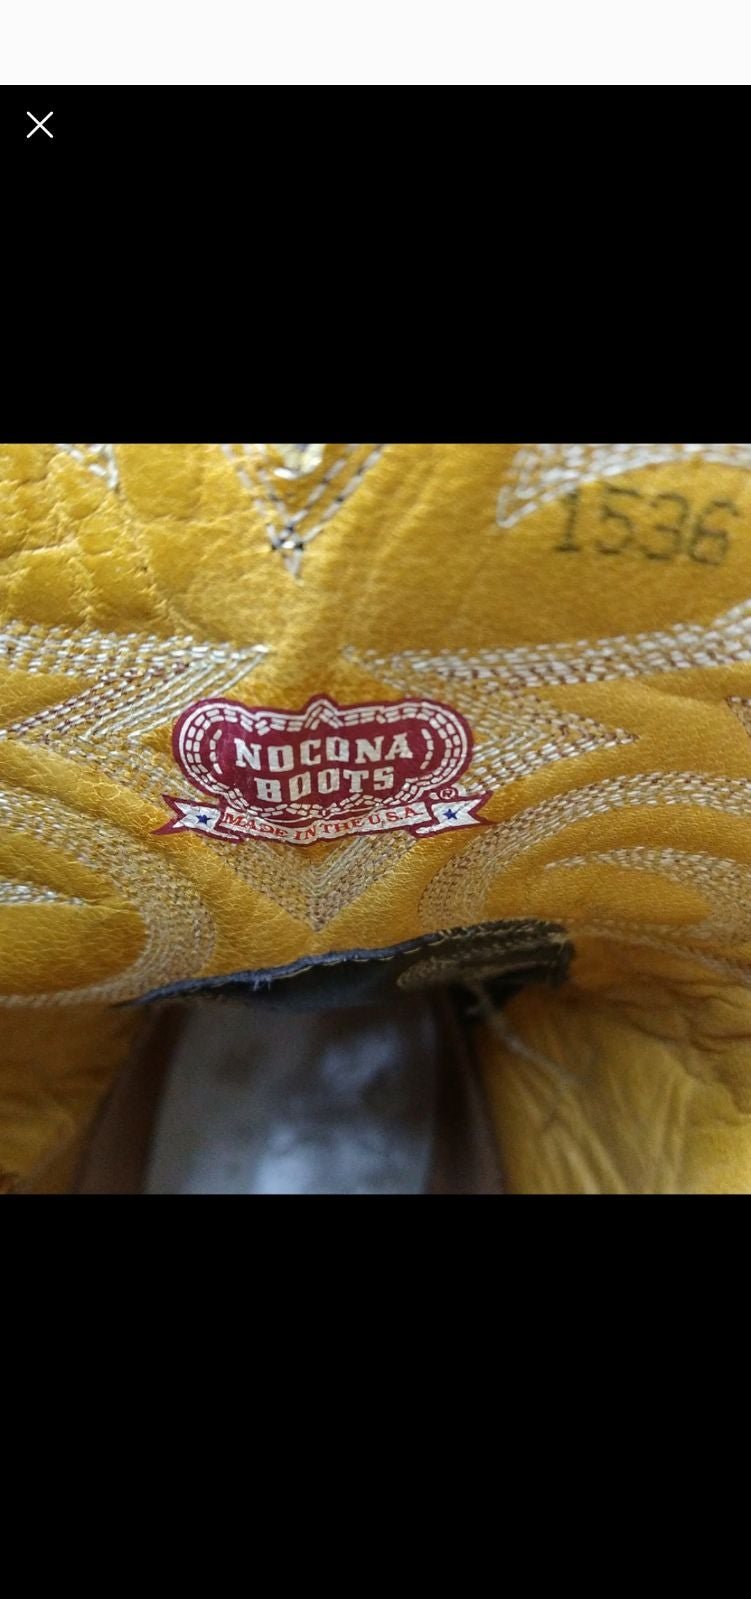 1536
NOCONA
BOOTS
®
MADE IN THE U.S.A.